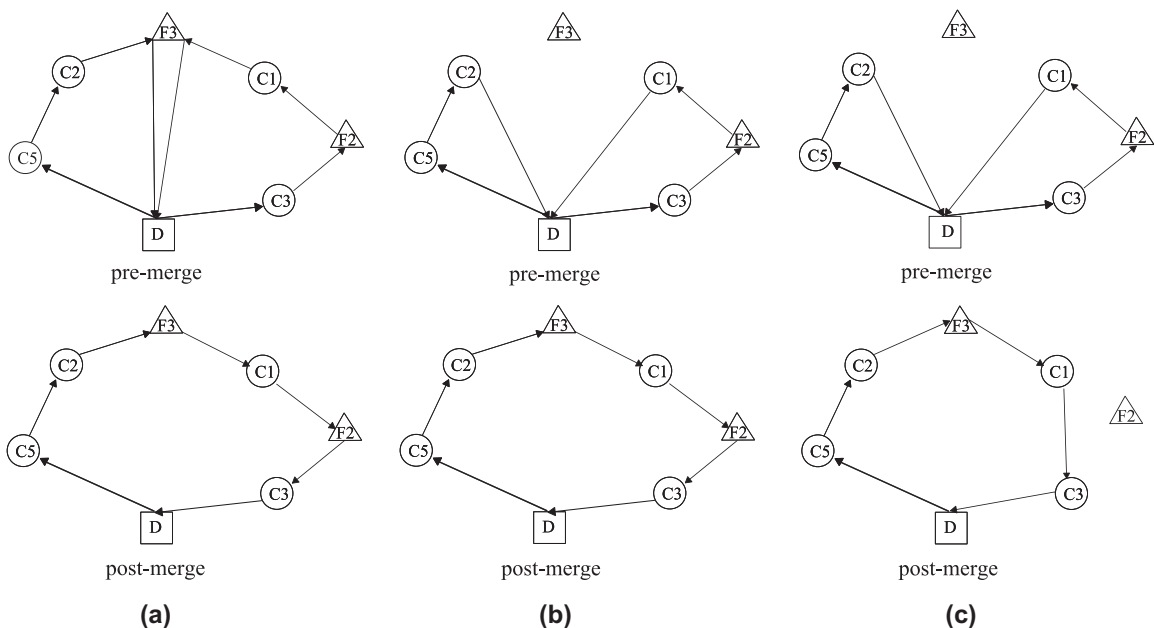 F3 F3 F3
C2 C1 C2 C1 C2 C1
F2 F2 F2
C5 C5 C5
C3 C3 C3
D D D
pre-merge pre-merge pre-merge
F3 F3 F3
C2 C1 C2 C1 C2 C1
F2 F2 F2
C5 C5 C5
C3 C3 C3
D D D
post-merge post-merge post-merge
(a) (b) (c)